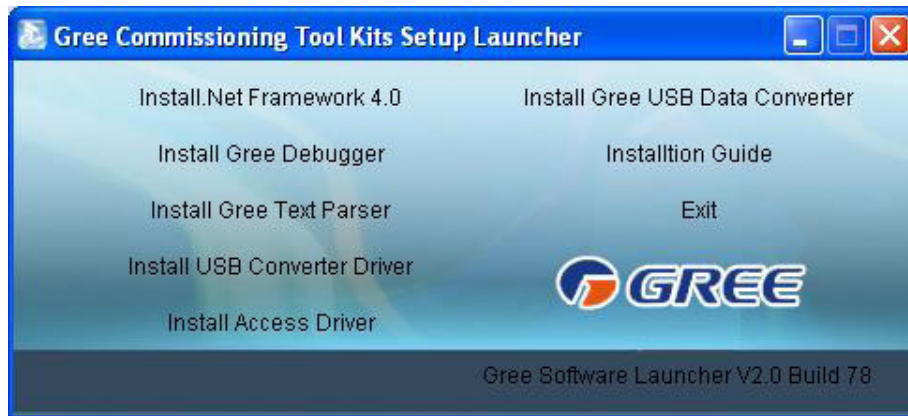 Gree Commissioning Tool Kits Setup Launcher
Install.Net Framework 4.0
Install Gree Debugger
Install Gree Text Parser
Install USB Converter Driver
Install Access Driver
Install Gree USB Data Converter
Installtion Guide
Exit
GREE
Gree Software Launcher V2.0 Build 78